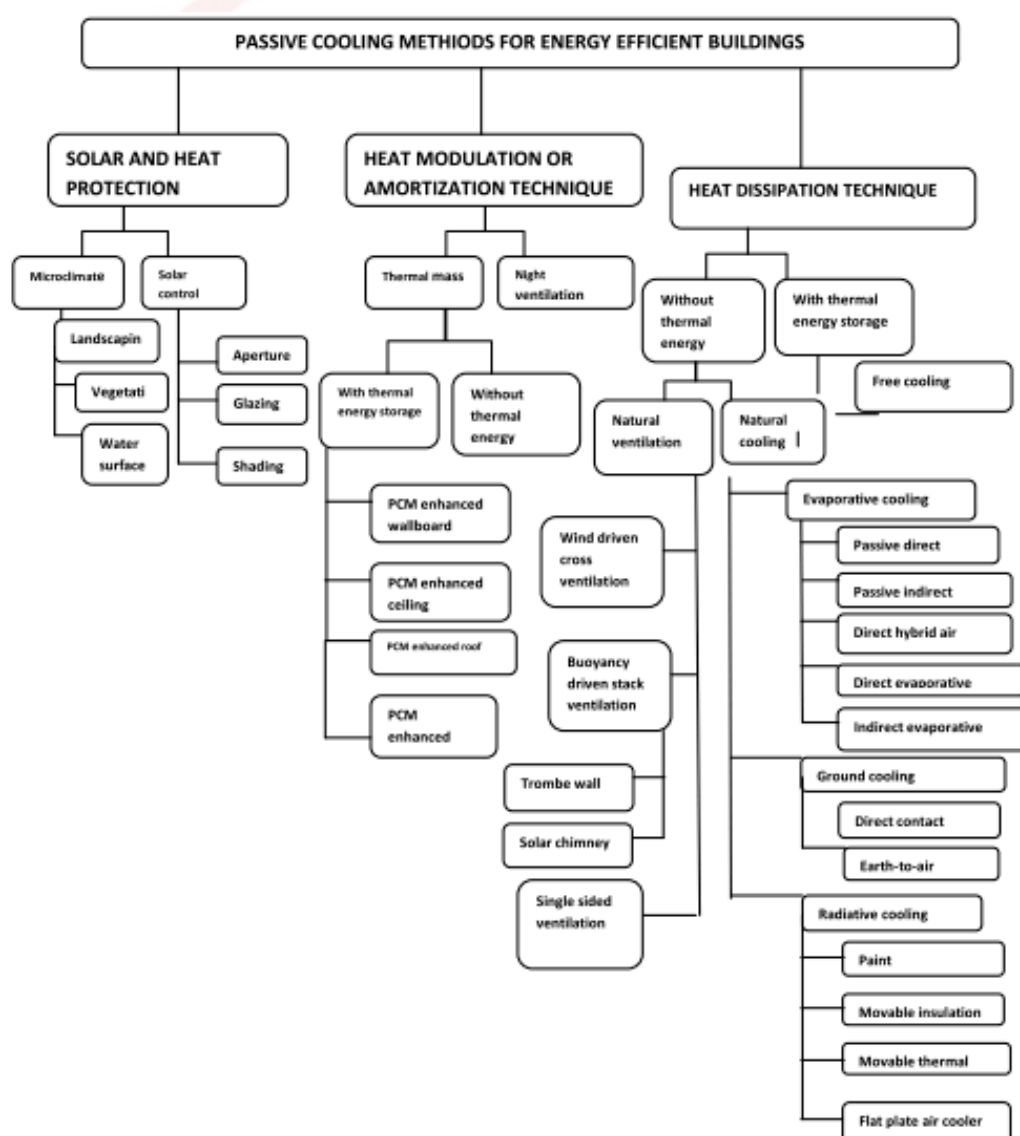 PASSIVE COOLING METHIODS FOR ENERGY EFFICIENT BUILDINGS
SOLAR AND HEAT
PROTECTION
HEAT MODULATION OR
AMORTIZATION TECHNIQUE
HEAT DISSIPATION TECHNIQUE
Microclimate
Solar
control
Landscapin
Vegetati
Water
surface
Aperture
Glazing
Shading
Thermal mass
Night
ventilation
With thermal
energy storage
Without
thermal
energy
PCM enhanced
wallboard
PCM enhanced
ceiling
PCM enhanced roof
PCM
enhanced
Without
thermal
energy
With thermal
energy storage
Free cooling
Natural
ventilation
Natural
cooling
Wind driven
cross
ventilation
Buoyancy
driven stack
ventilation
Trombe wall
Solar chimney
Single sided
ventilation
Evaporative cooling
Passive direct
Passive indirect
Direct hybrid air
Direct evaporative
Indirect evaporative
Ground cooling
Direct contact
Earth-to-air
Radiative cooling
Paint
Movable insulation
Movable thermal
Flat plate air cooler